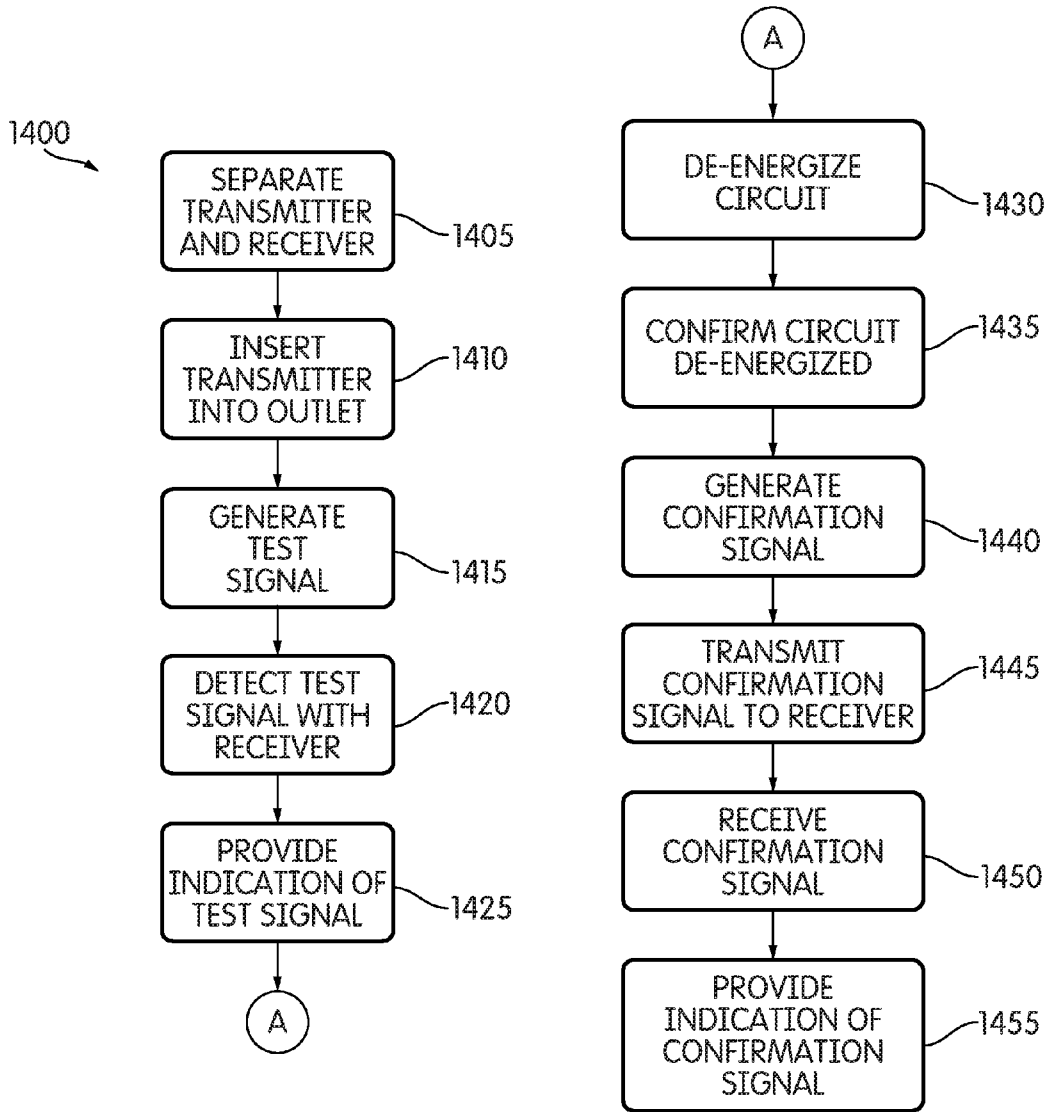 1400
SEPARATE
TRANSMITTER
AND RECEIVER
1405
INSERT
TRANSMITTER
INTO OUTLET
1410
GENERATE
TEST
SIGNAL
1415
DETECT TEST
SIGNAL WITH
RECEIVER
1420
PROVIDE
INDICATION OF
TEST SIGNAL
1425
A
A
DE-ENERGIZE
CIRCUIT
1430
CONFIRM CIRCUIT
DE-ENERGIZED
1435
GENERATE
CONFIRMATION
SIGNAL
1440
TRANSMIT
CONFIRMATION
SIGNAL TO RECEIVER
1445
RECEIVE
CONFIRMATION
SIGNAL
1450
PROVIDE
INDICATION OF
CONFIRMATION
SIGNAL
1455